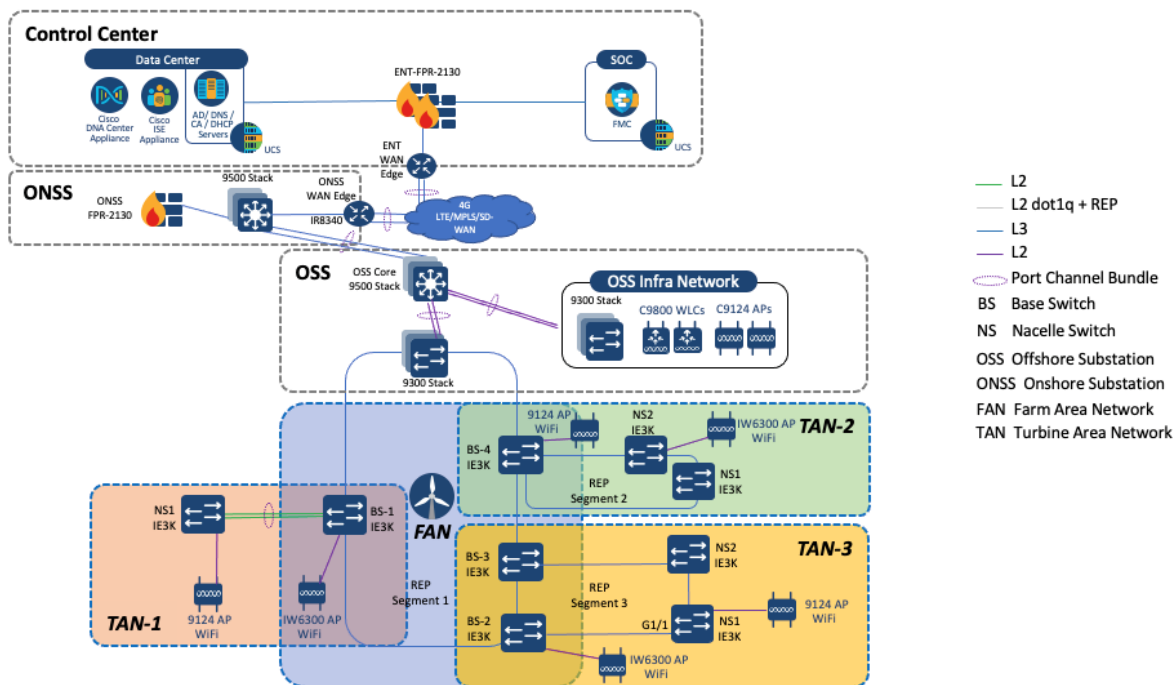 Control Center
Data Center
Cisco
DNA Center
Appliance
Cisco
ISE
Appliance
AD/ DNS /
CA / DHCP
Servers
UCS
ENT-FPR-2130
SOC
FMC
UCS
ENT
WAN
Edge
ONSS
ONSS
FPR-2130
9500 Stack
ONSS
WAN Edge
IR8340
4G
LTE/MPLS/SD-
WAN
OSS
OSS Core
9500 Stack
9300 Stack
OSS Infra Network
9300 Stack
C9800 WLCs
C9124 APs
L2
L2 dot1q + REP
L3
L2
Port Channel Bundle
BS Base Switch
NS Nacelle Switch
OSS Offshore Substation
ONSS Onshore Substation
FAN Farm Area Network
TAN Turbine Area Network
FAN
REP
Segment 1
TAN-1
NS1
IE3K
BS-1
IE3K
9124 AP
WiFi
IW6300 AP
WiFi
TAN-2
9124 AP
WiFi
BS-4
IE3K
NS2
IE3K
IW6300 AP
WiFi
NS1
IE3K
REP
Segment 2
TAN-3
BS-3
IE3K
NS2
IE3K
REP
Segment 3
BS-2
IE3K
G1/1
NS1
IE3K
9124 AP
WiFi
IW6300 AP
WiFi